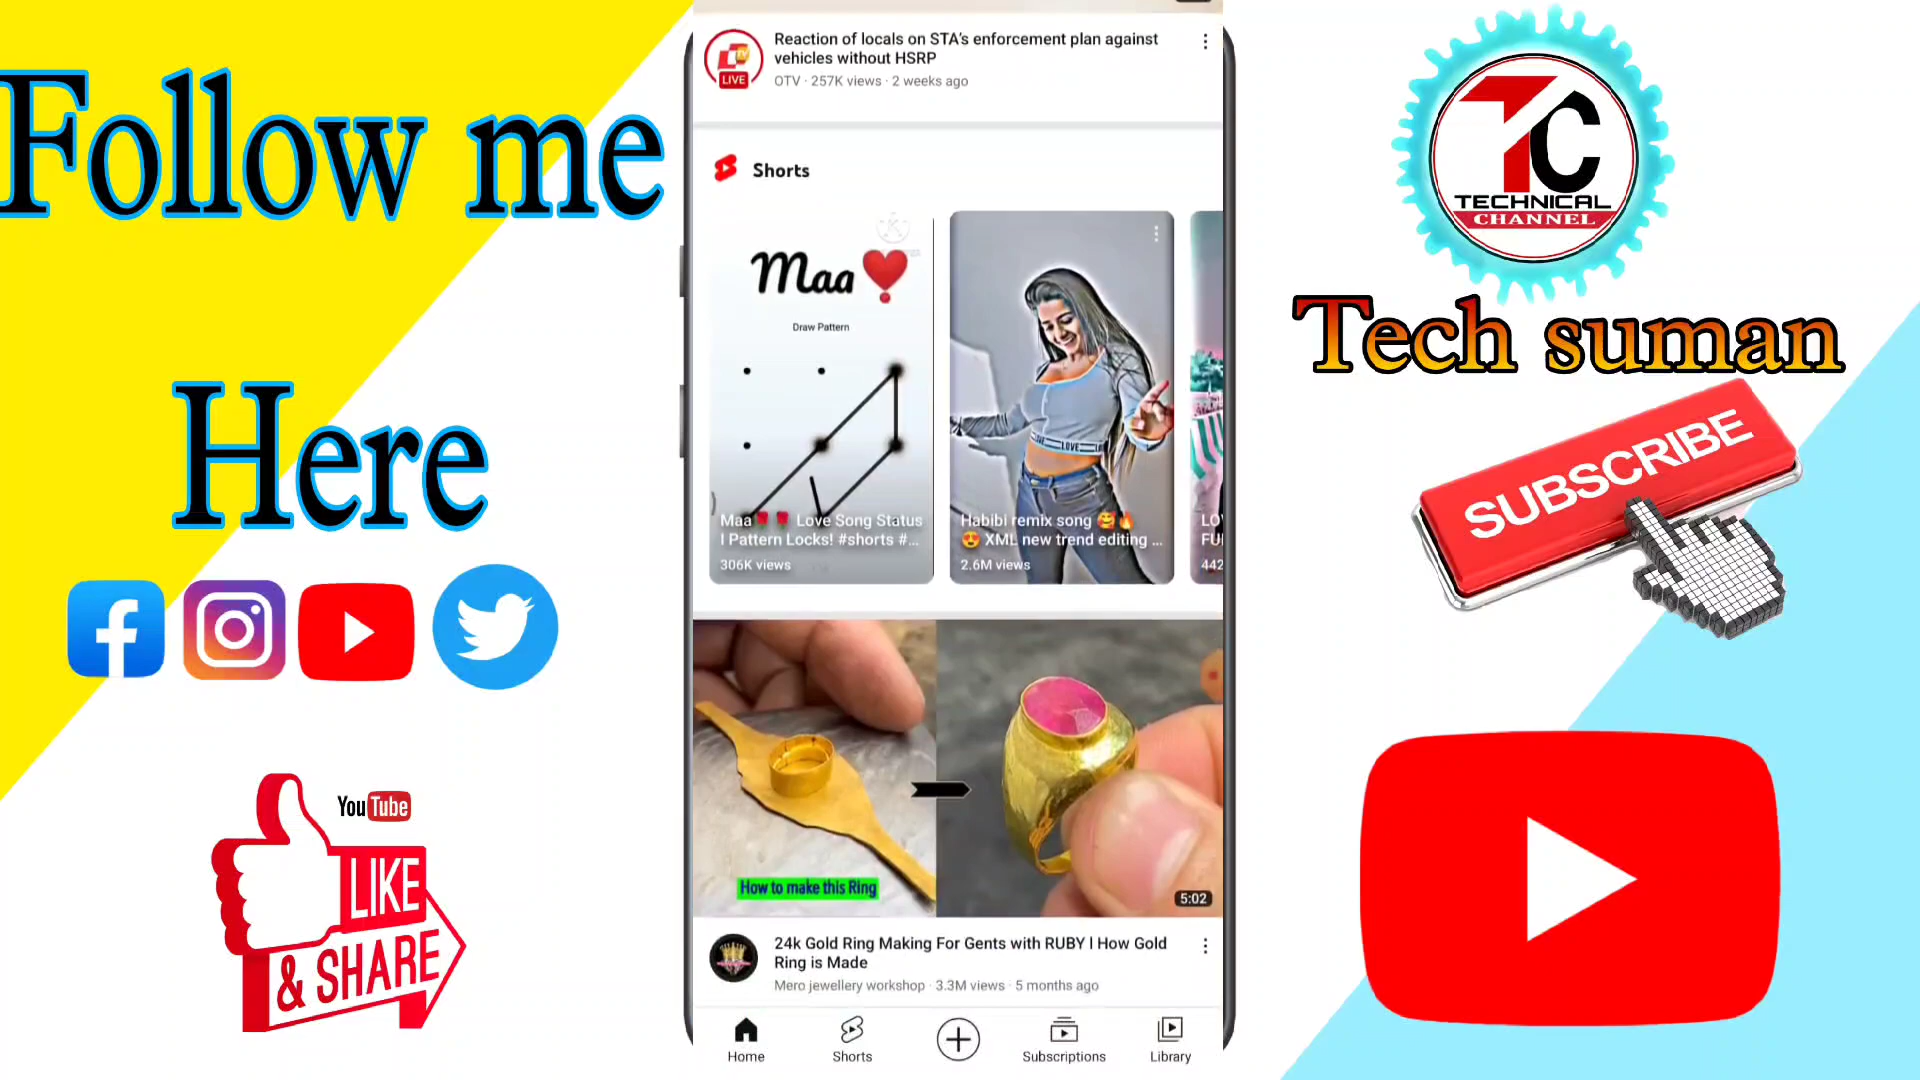 Follow me
Here
YouTube
LIKE
& SHARE
LIVE
Reaction of locals on STA's enforcement plan against
vehicles without HSRP
OTV · 257K views · 2 weeks ago
Shorts
Maa❣️
Draw Pattern
Maa🌹🌹 Love Song Status
| Pattern Locks! #shorts #...
306K views
LOVE
Habibi remix song 🥰🔥
😍 XML new trend editing ...
2.6M views
LO
FU
442
How to make this Ring
5:02
24k Gold Ring Making For Gents with RUBY | How Gold
Ring is Made
Mero jewellery workshop · 3.3M views · 5 months ago
Home
Shorts
Subscriptions
Library
TC
TECHNICAL
CHANNEL
Tech suman
SUBSCRIBE